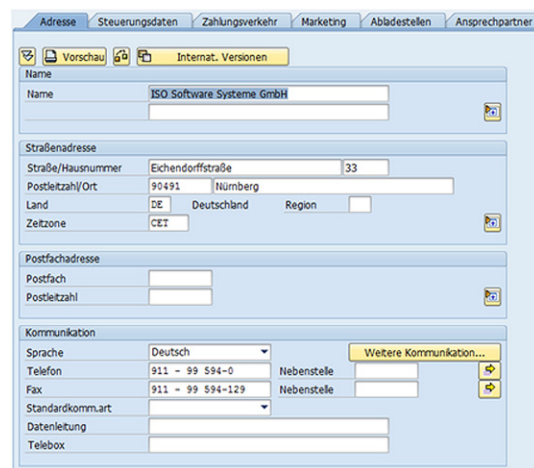 Adresse Steuerungsdaten Zahlungsverkehr Marketing Abladestellen Ansprechpartner
Vorschau Internat. Versionen
Name
Name ISO Software Systeme GmbH
Straßenadresse
Straße/Hausnummer Eichendorffstraße 33
Postleitzahl/Ort 90491 Nürnberg
Land DE Deutschland Region
Zeitzone CET
Postfachadresse
Postfach
Postleitzahl
Kommunikation
Sprache Deutsch Weitere Kommunikation...
Telefon 911 - 99 594-0 Nebenstelle
Fax 911 - 99 594-129 Nebenstelle
Standardkomm.art
Datenleitung
Telebox